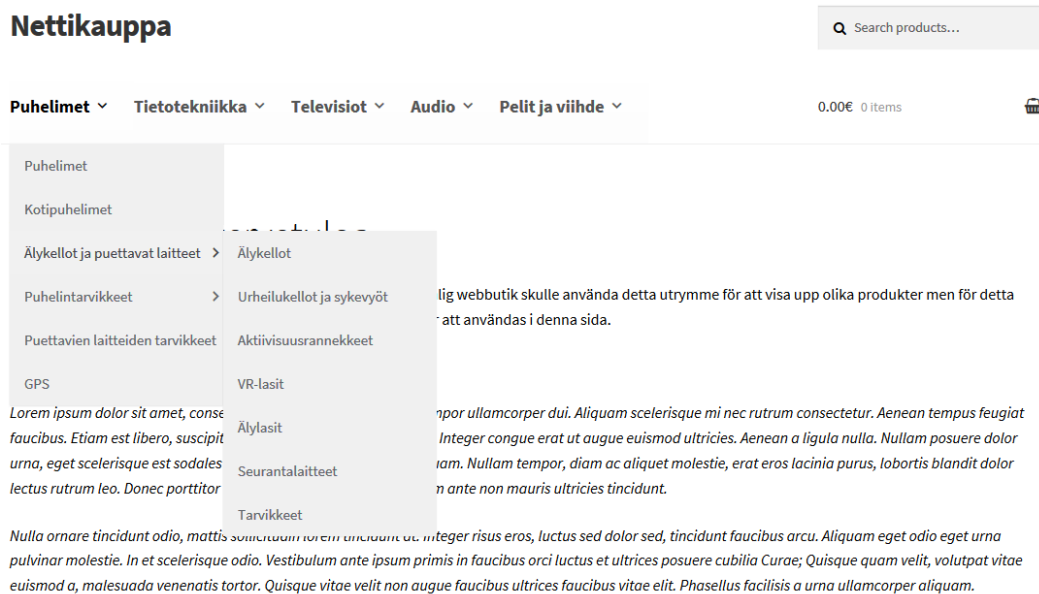 Nettikauppa
Search products...
Puhelimet
Tietotekniikka
Televisiot
Audio
Pelit ja viihde
0.00€ 0 items
Puhelimet
Kotipuhelimet
Älykellot ja puettavat laitteet
Puhelintarvikkeet
Puettavien laitteiden tarvikkeet
GPS
Älykellot
Urheilukellot ja sykevyöt
Aktiivisuusrannekkeet
VR-lasit
Älylasit
Seurantalaitteet
Tarvikkeet
lig webbutik skulle använda detta utrymme för att visa upp olika produkter men för detta
att användas i denna sida.
Lorem ipsum dolor sit amet, conse
ullamcorper dui. Aliquam scelerisque mi nec rutrum consectetur. Aenean tempus feugiat
faucibus. Etiam est libero, suscipit
Integer congue erat ut augue euismod ultricies. Aenean a ligula nulla. Nullam posuere dolor
urna, eget scelerisque est sodales
Nullam tempor, diam ac aliquet molestie, erat eros lacinia purus, lobortis blandit dolor
lectus rutrum leo. Donec porttitor
ante non mauris ultricies tincidunt.
Nulla ornare tincidunt odio, mattis sollicitudin lorem tincidunt ut. Integer risus eros, luctus sed dolor sed, tincidunt faucibus arcu. Aliquam eget odio eget urna
pulvinar molestie. In et scelerisque odio. Vestibulum ante ipsum primis in faucibus orci luctus et ultrices posuere cubilia Curae; Quisque quam velit, volutpat vitae
euismod a, malesuada venenatis tortor. Quisque vitae velit non augue faucibus ultrices faucibus vitae elit. Phasellus facilisis a urna ullamcorper aliquam.